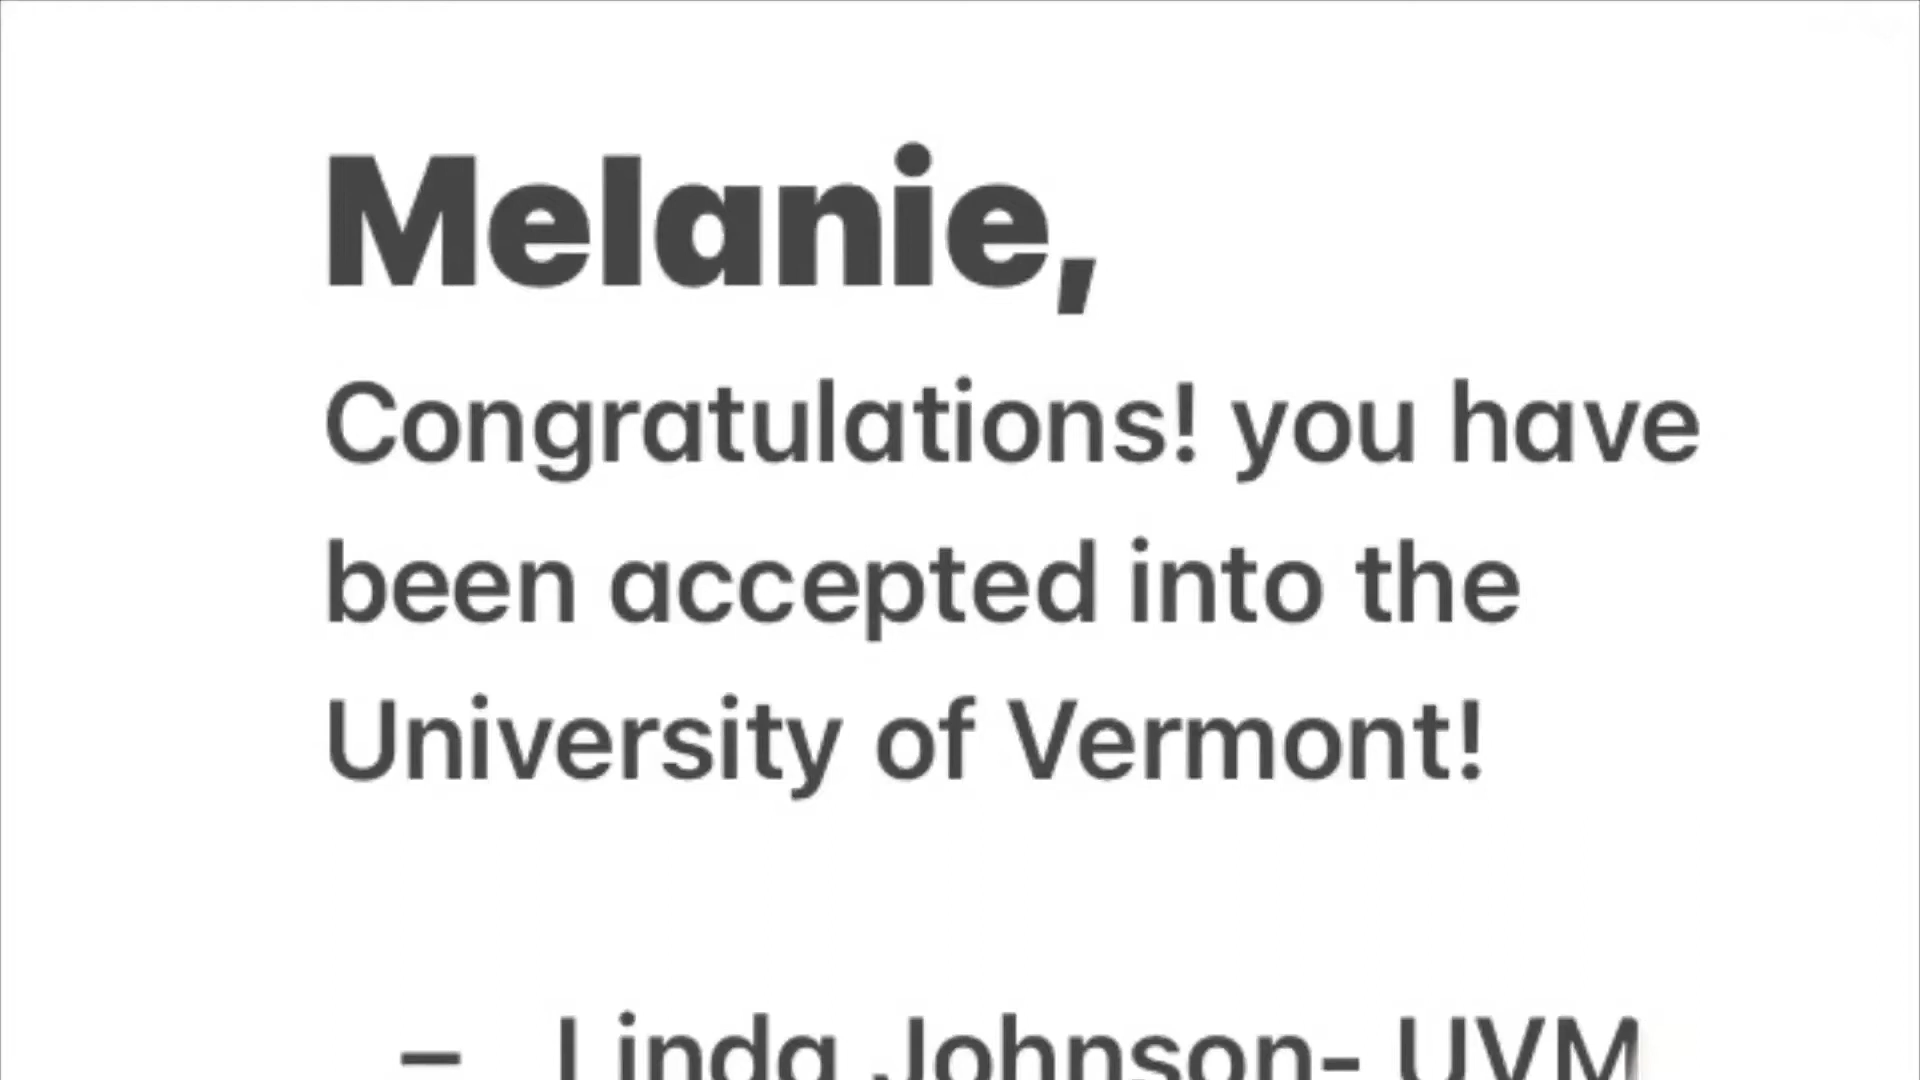 Melanie,
Congratulations! you have
been accepted into the
University of Vermont!
– Linda Johnson- UVM